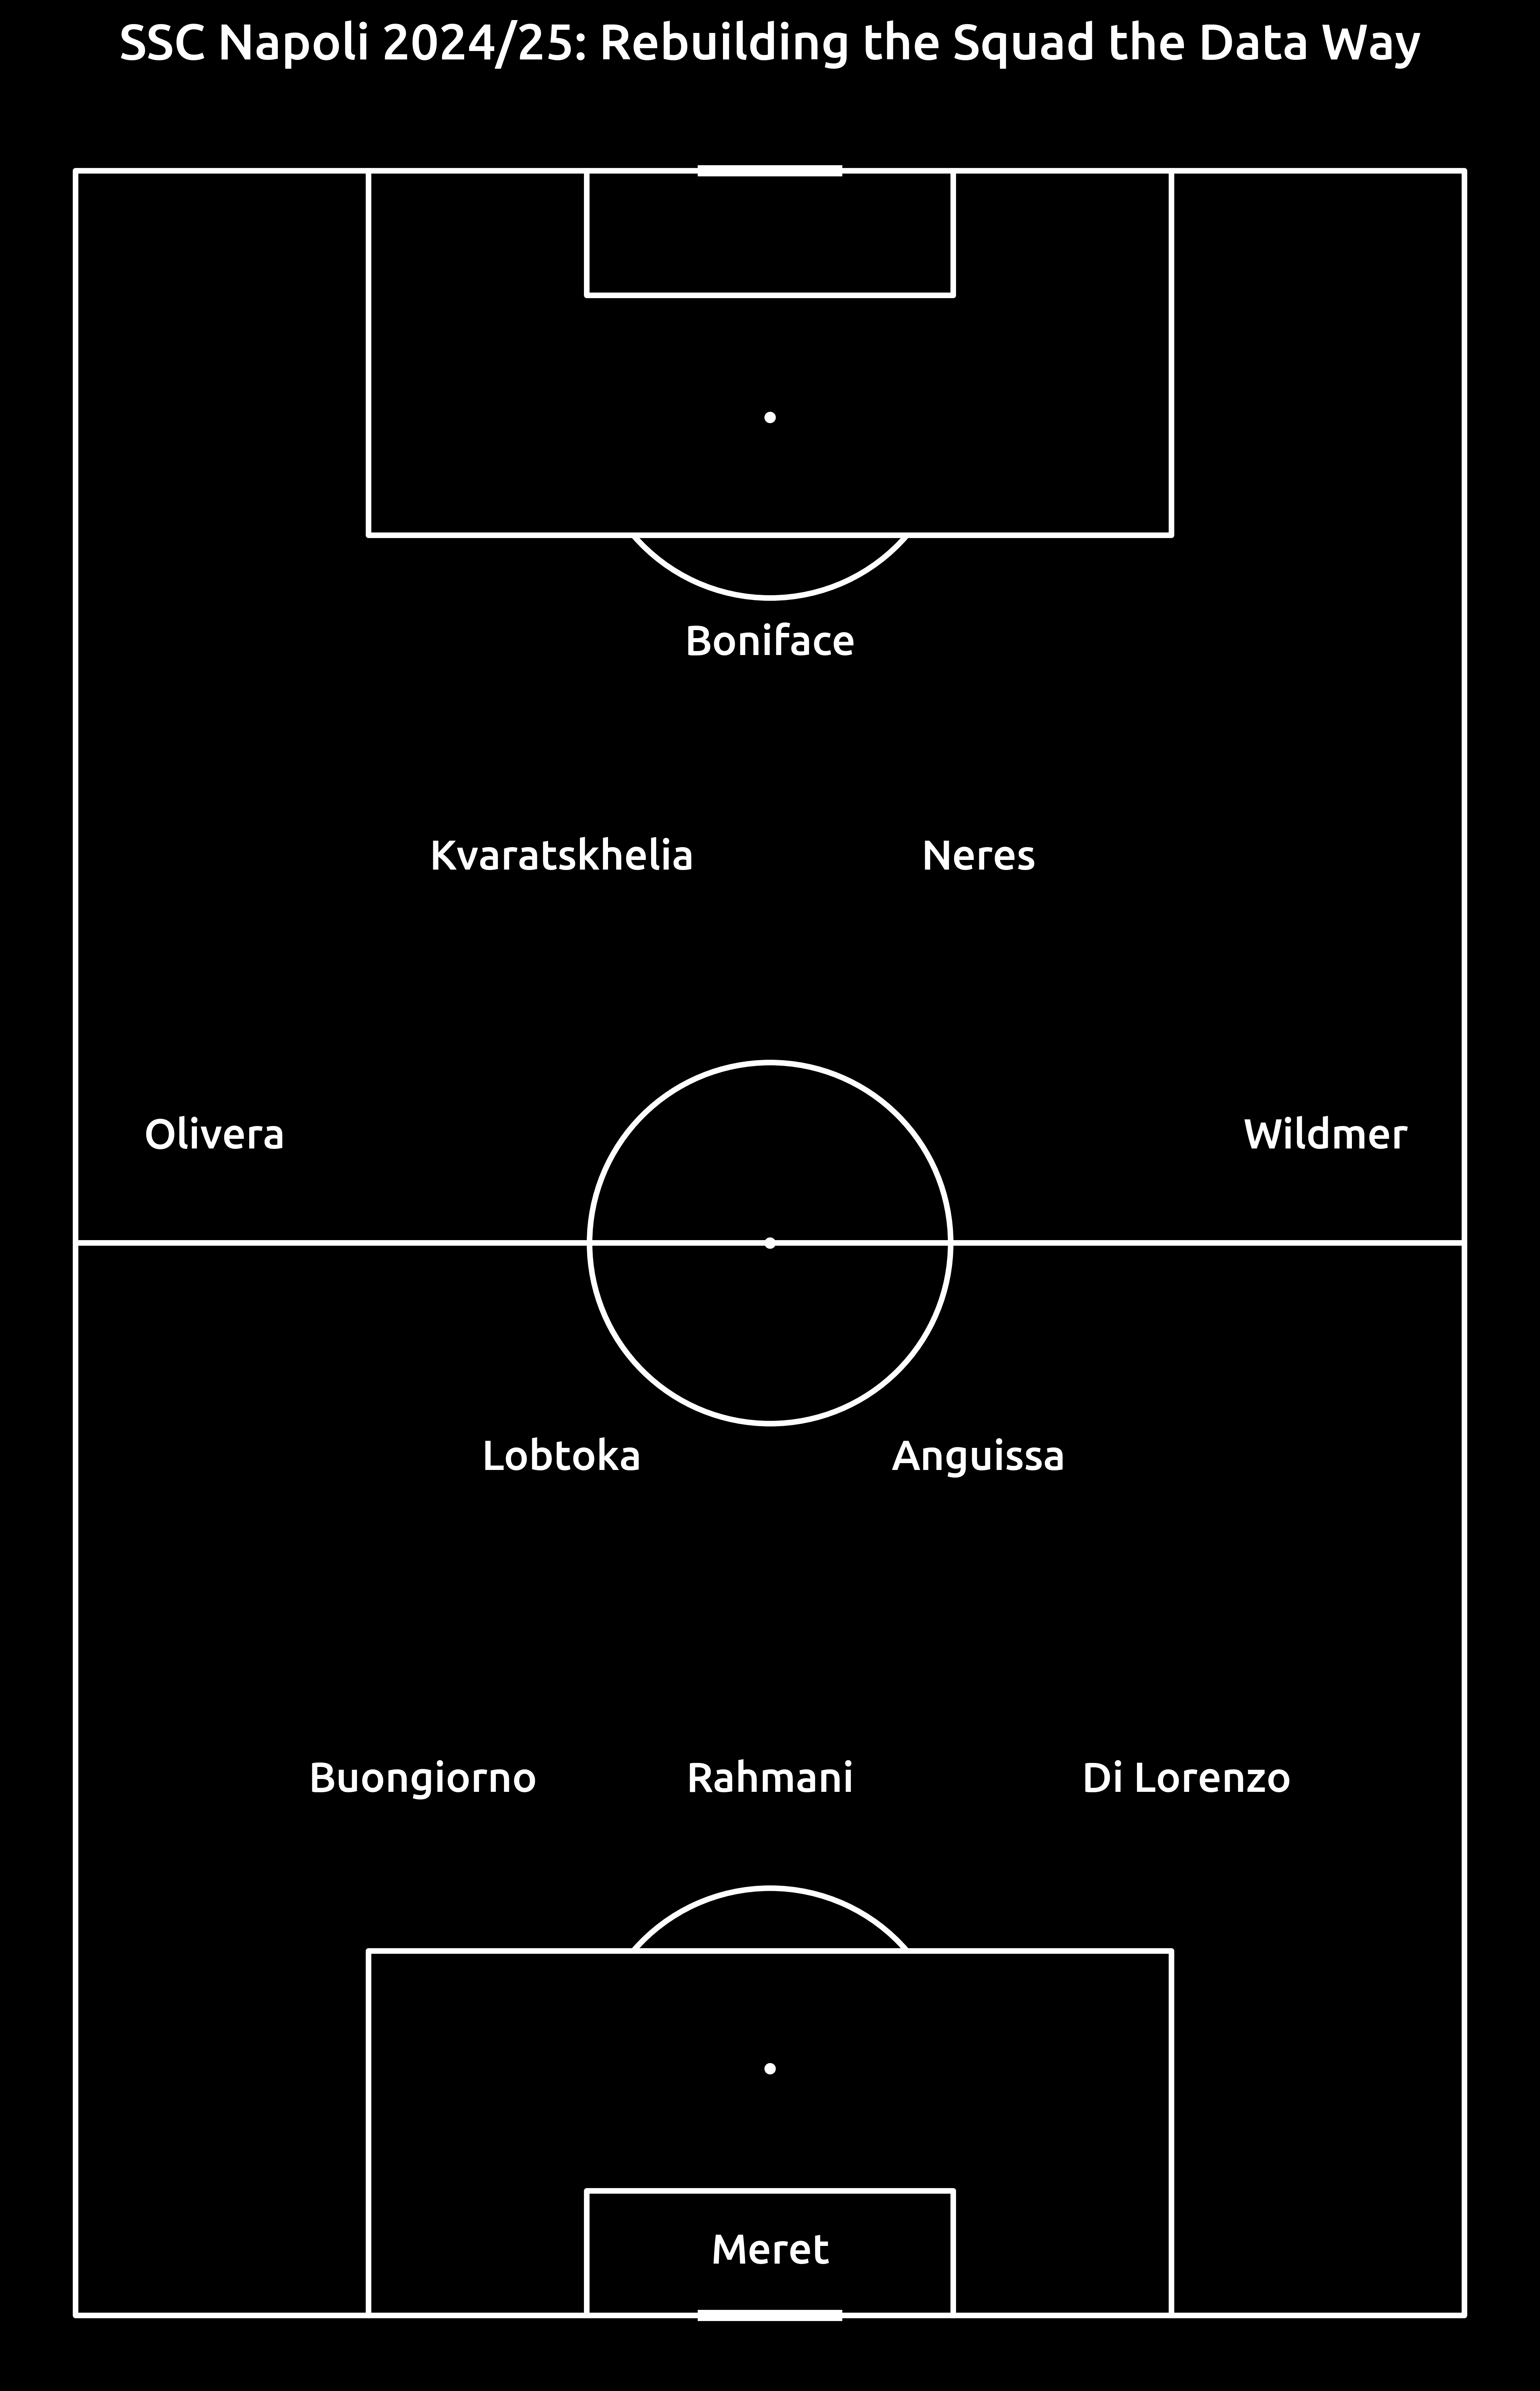 SSC Napoli 2024/25: Rebuilding the Squad the Data Way
Boniface
Kvaratskhelia Neres
Olivera Wildmer
Lobtoka Anguissa
Buongiorno Rahmani Di Lorenzo
Meret